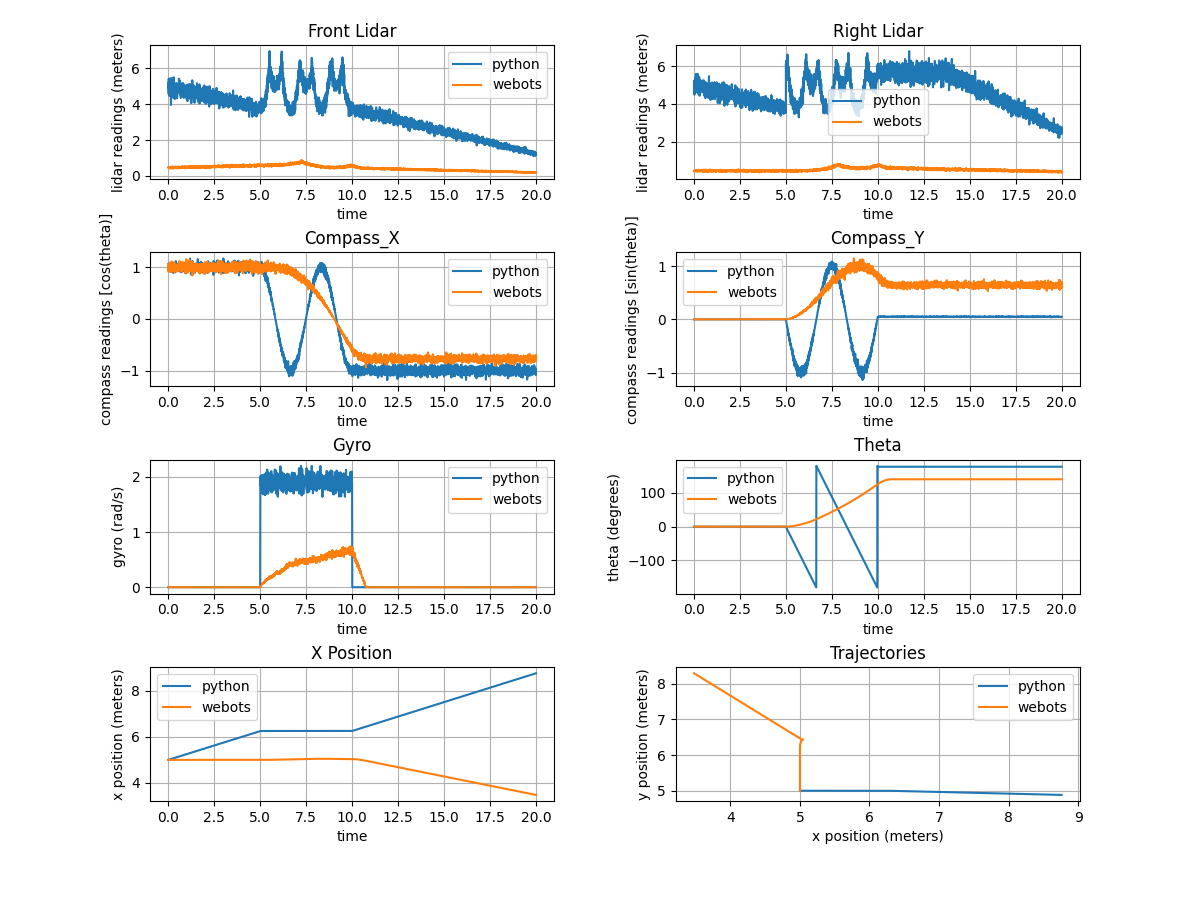 Front Lidar
lidar readings (meters)
6
4
2
0
python
webots
0.0 2.5 5.0 7.5 10.0 12.5 15.0 17.5 20.0
time
Right Lidar
lidar readings (meters)
6
4
2
python
webots
0.0 2.5 5.0 7.5 10.0 12.5 15.0 17.5 20.0
time
Compass_X
compass readings [cos(theta)]
1
0
−1
python
webots
0.0 2.5 5.0 7.5 10.0 12.5 15.0 17.5 20.0
time
Compass_Y
compass readings [sin(theta)]
1
0
−1
python
webots
0.0 2.5 5.0 7.5 10.0 12.5 15.0 17.5 20.0
time
Gyro
gyro (rad/s)
2
1
0
python
webots
0.0 2.5 5.0 7.5 10.0 12.5 15.0 17.5 20.0
time
Theta
theta (degrees)
100
0
−100
python
webots
0.0 2.5 5.0 7.5 10.0 12.5 15.0 17.5 20.0
time
X Position
x position (meters)
8
6
4
python
webots
0.0 2.5 5.0 7.5 10.0 12.5 15.0 17.5 20.0
time
Trajectories
y position (meters)
8
7
6
5
python
webots
4 5 6 7 8 9
x position (meters)